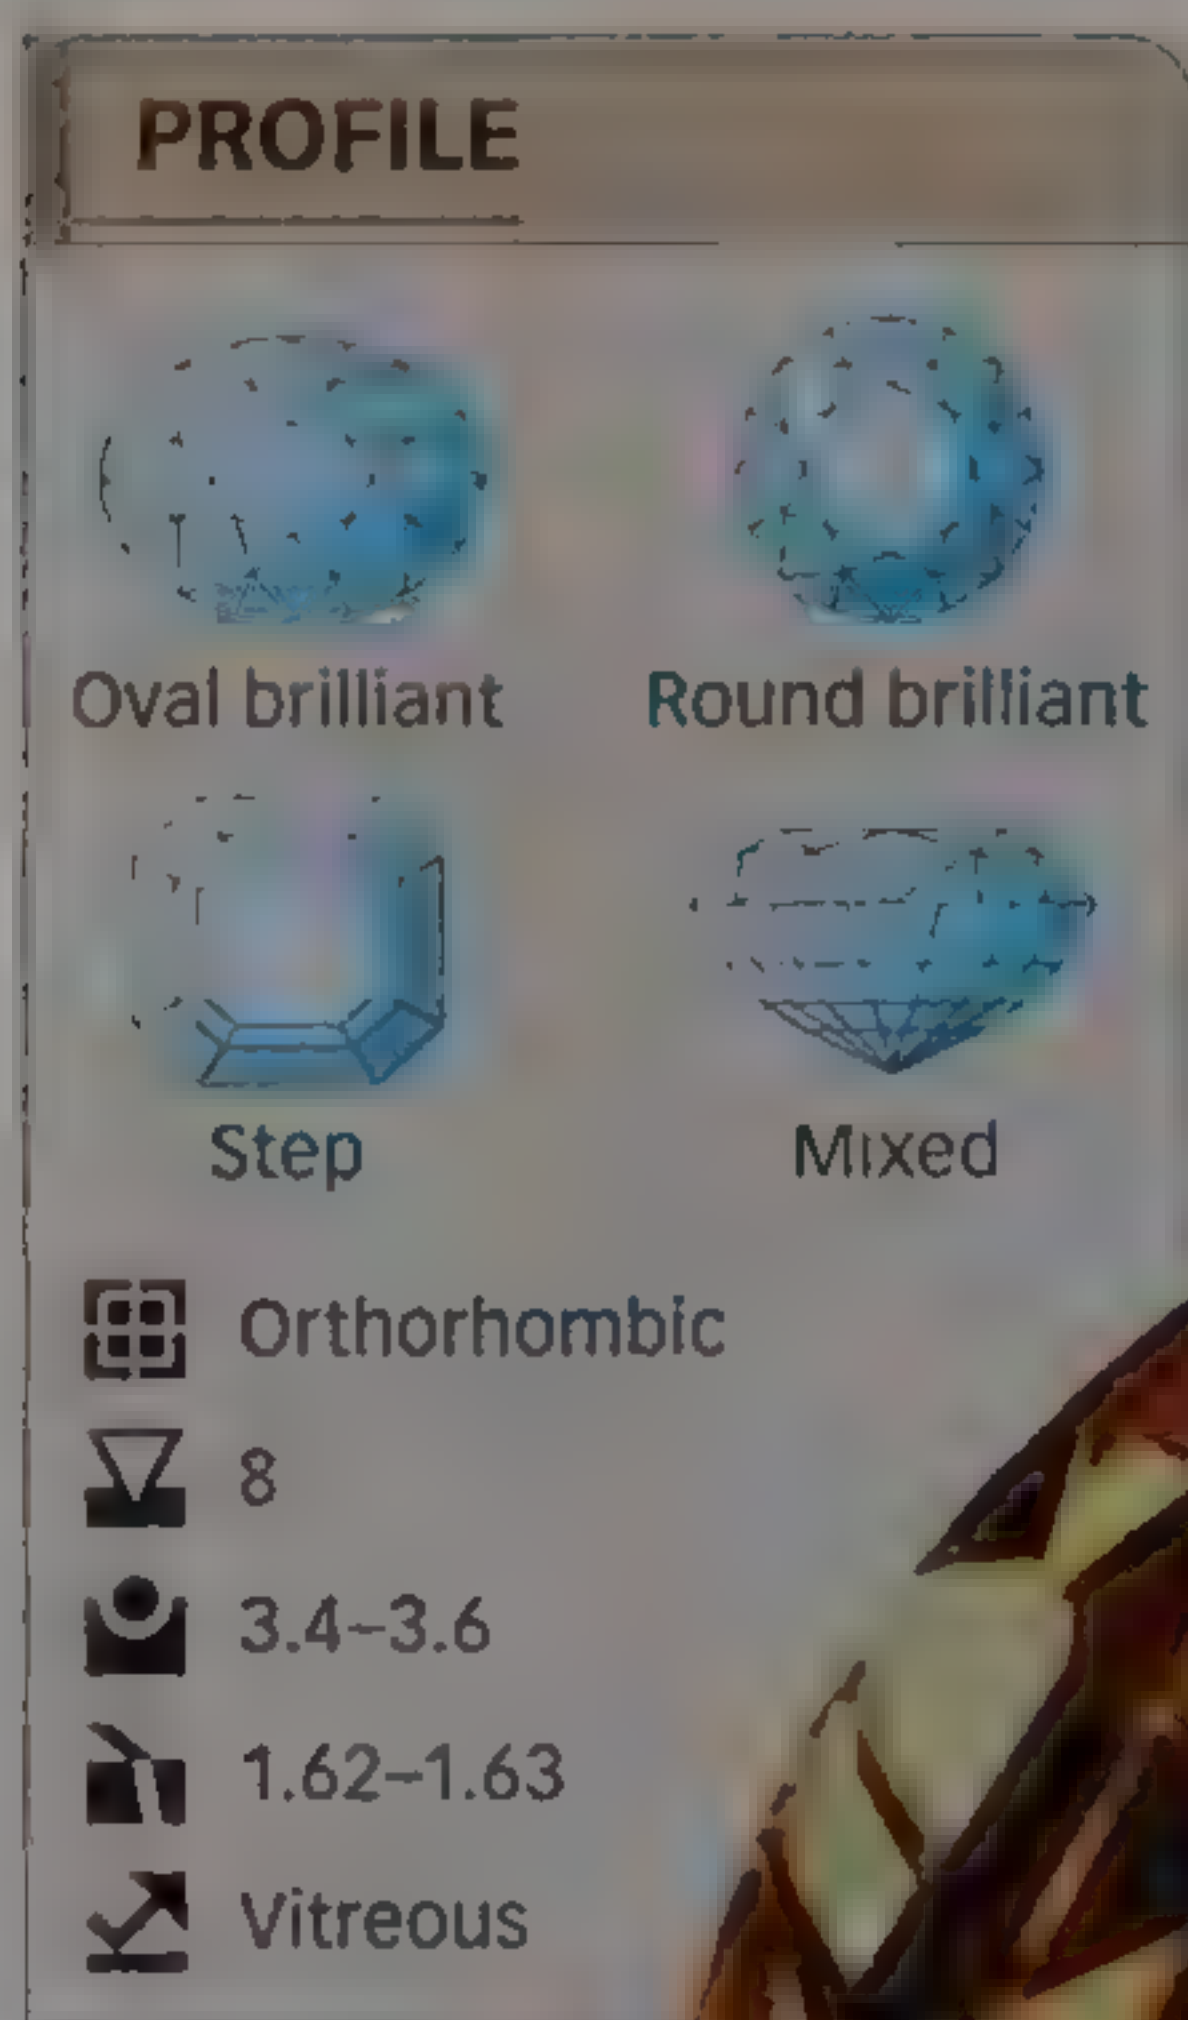 PROFILE
Oval brilliant
Round brilliant
Step
Mixed
Orthorhombic
8
3.4–3.6
1.62–1.63
Vitreous